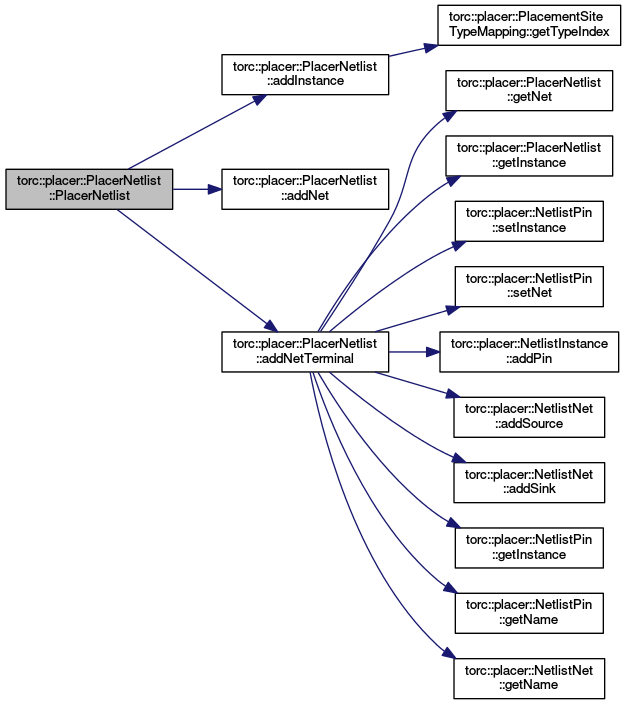 torc::placer::PlacerNetlist
::PlacerNetlist
torc::placer::PlacerNetlist
::addInstance
torc::placer::PlacementSite
TypeMapping::getTypeIndex
torc::placer::PlacerNetlist
::addNet
torc::placer::PlacerNetlist
::addNetTerminal
torc::placer::PlacerNetlist
::getNet
torc::placer::PlacerNetlist
::getInstance
torc::placer::NetlistPin
::setInstance
torc::placer::NetlistPin
::setNet
torc::placer::NetlistInstance
::addPin
torc::placer::NetlistNet
::addSource
torc::placer::NetlistNet
::addSink
torc::placer::NetlistPin
::getInstance
torc::placer::NetlistPin
::getName
torc::placer::NetlistNet
::getName